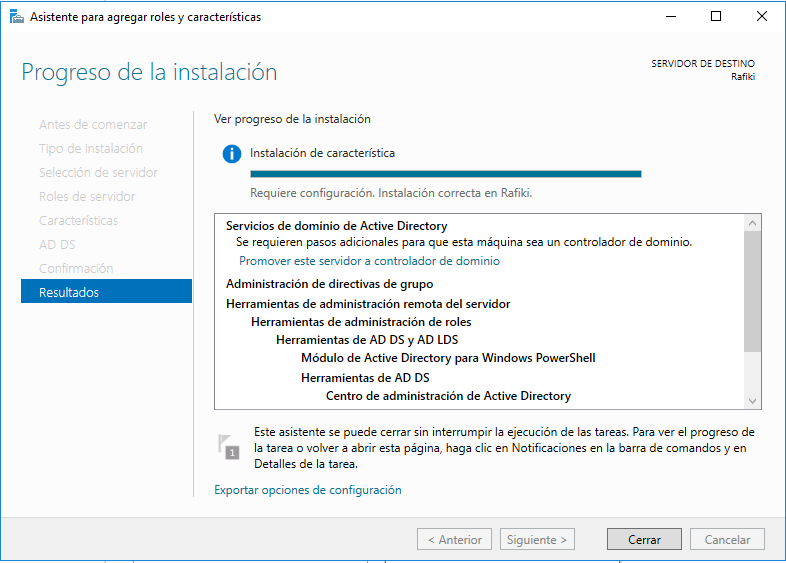 Asistente para agregar roles y características
Progreso de la instalación
SERVIDOR DE DESTINO
Rafiki
Antes de comenzar
Tipo de instalación
Selección de servidor
Roles de servidor
Características
AD DS
Confirmación
Resultados
Ver progreso de la instalación
Instalación de característica
Requiere configuración. Instalación correcta en Rafiki.
Servicios de dominio de Active Directory
Se requieren pasos adicionales para que esta máquina sea un controlador de dominio.
Promover este servidor a controlador de dominio
Administración de directivas de grupo
Herramientas de administración remota del servidor
Herramientas de administración de roles
Herramientas de AD DS y AD LDS
Módulo de Active Directory para Windows PowerShell
Herramientas de AD DS
Centro de administración de Active Directory
1
Este asistente se puede cerrar sin interrumpir la ejecución de las tareas. Para ver el progreso de
la tarea o volver a abrir esta página, haga clic en Notificaciones en la barra de comandos y en
Detalles de la tarea.
Exportar opciones de configuración
< Anterior
Siguiente >
Cerrar
Cancelar